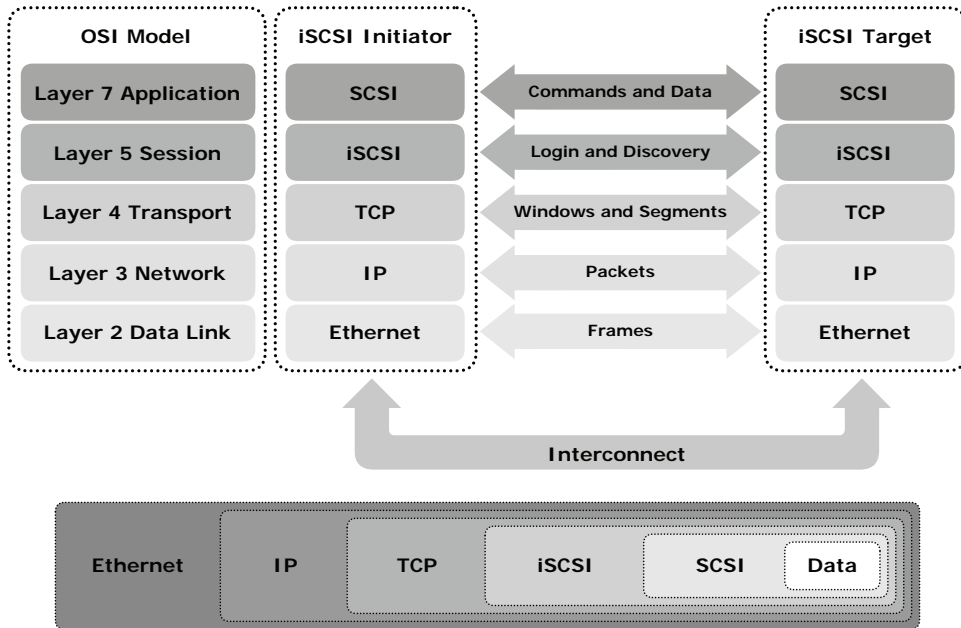 OSI Model
iSCSI Initiator
iSCSI Target
Layer 7 Application
SCSI
Commands and Data
SCSI
Layer 5 Session
iSCSI
Login and Discovery
iSCSI
Layer 4 Transport
TCP
Windows and Segments
TCP
Layer 3 Network
IP
Packets
IP
Layer 2 Data Link
Ethernet
Frames
Ethernet
Interconnect
Ethernet
IP
TCP
iSCSI
SCSI
Data